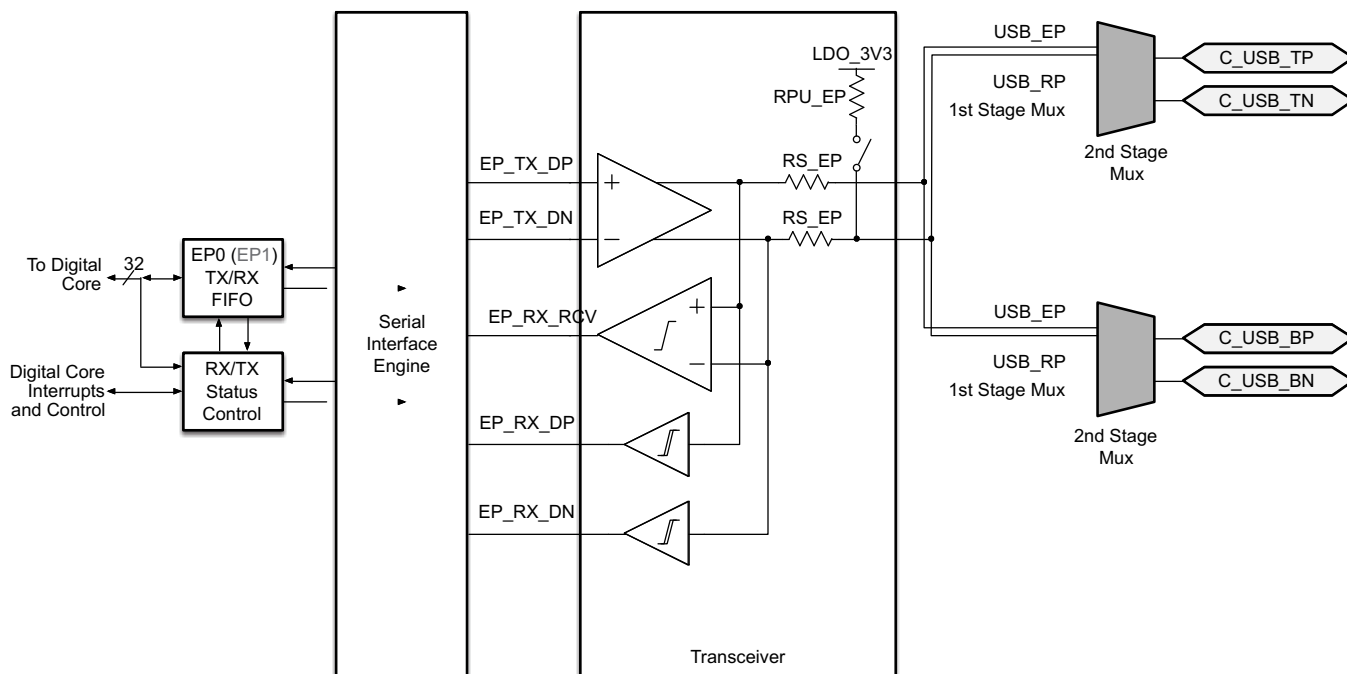 To Digital
Core
32
EP0 (EP1)
TX/RX
FIFO
Digital Core
Interrupts
and Control
RX/TX
Status
Control
Serial
Interface
Engine
EP_TX_DP
EP_TX_DN
EP_RX_RCV
EP_RX_DP
EP_RX_DN
LDO_3V3
RPU_EP
RS_EP
RS_EP
+
−
+
−
Transceiver
USB_EP
USB_RP
1st Stage Mux
2nd Stage
Mux
C_USB_TP
C_USB_TN
USB_EP
USB_RP
1st Stage Mux
2nd Stage
Mux
C_USB_BP
C_USB_BN